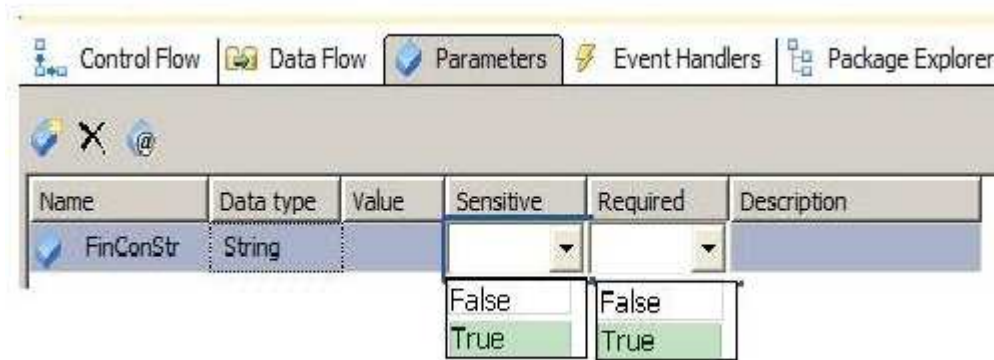 Control Flow Data Flow Parameters Event Handlers Package Explorer
@
Name Data type Value Sensitive Required Description
FinConStr String
False False
True True